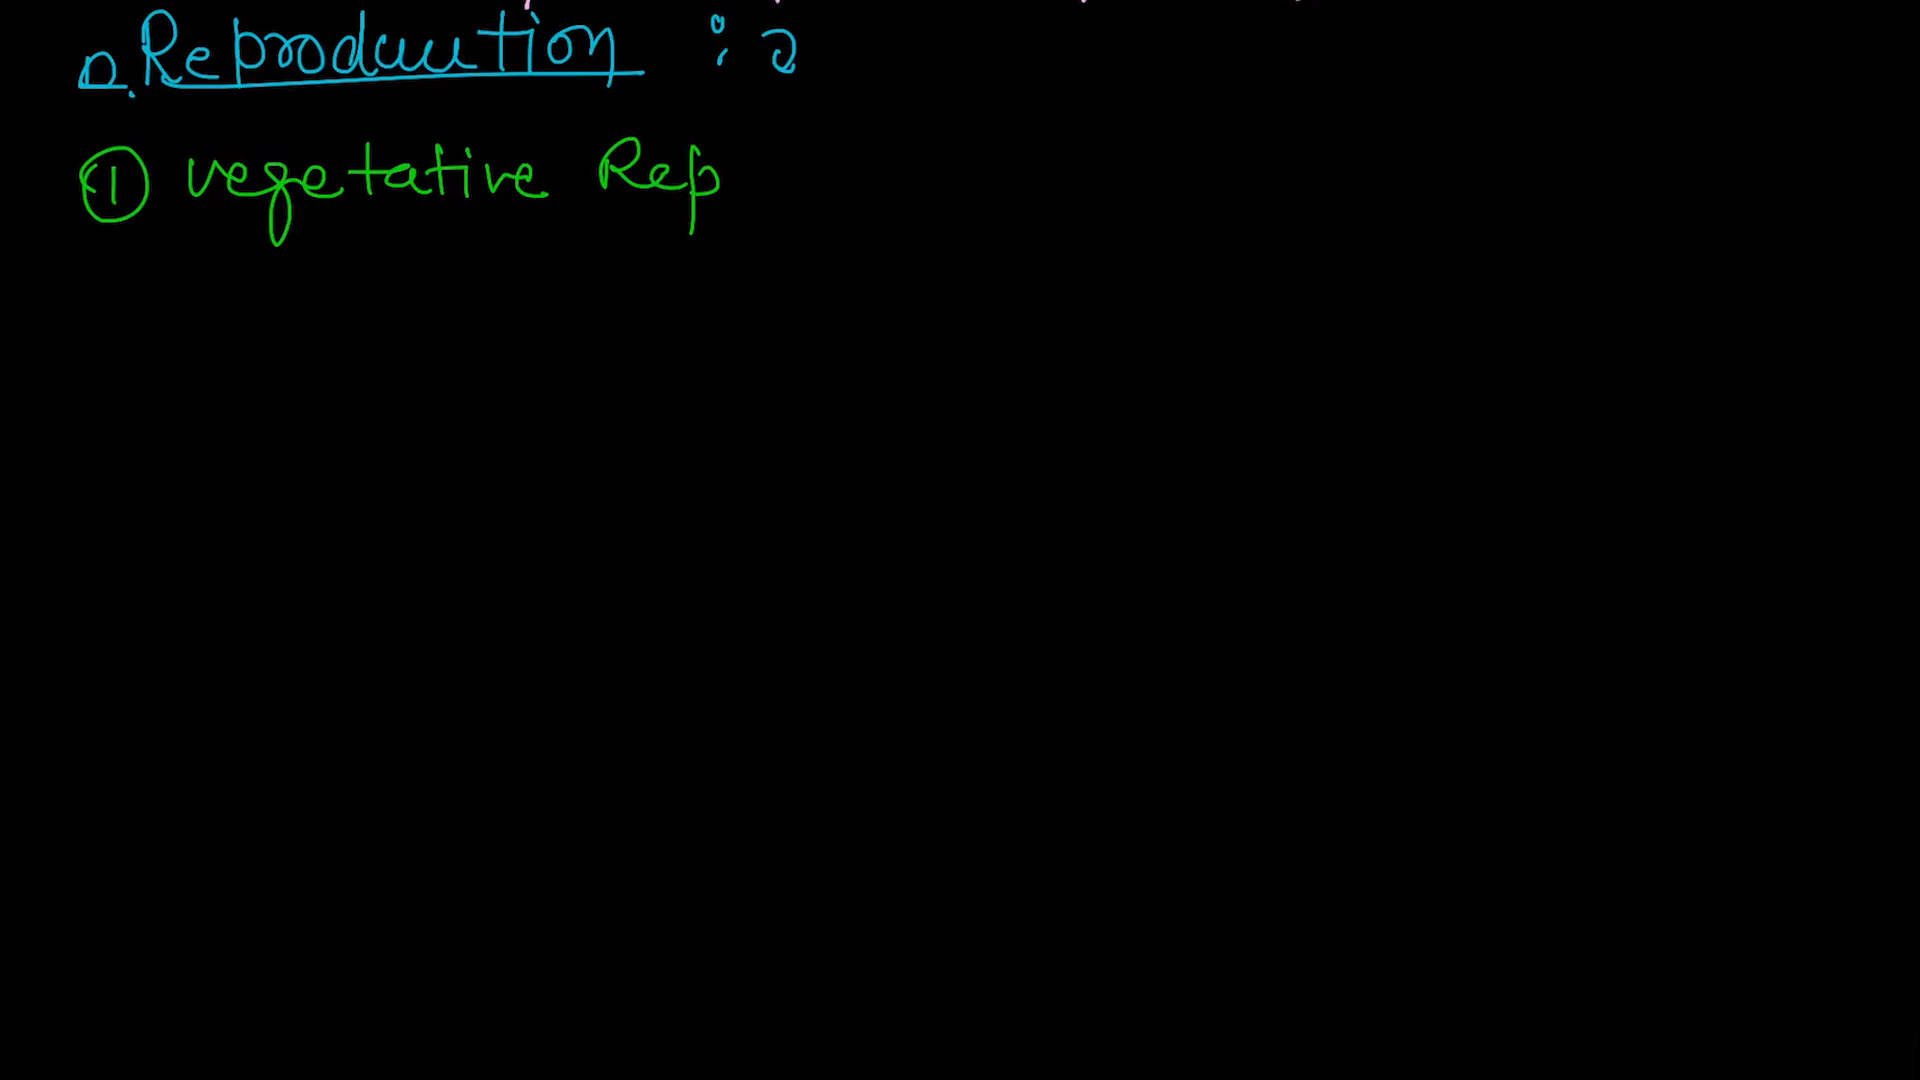 D. Reproduction :2
① vegetative Rep